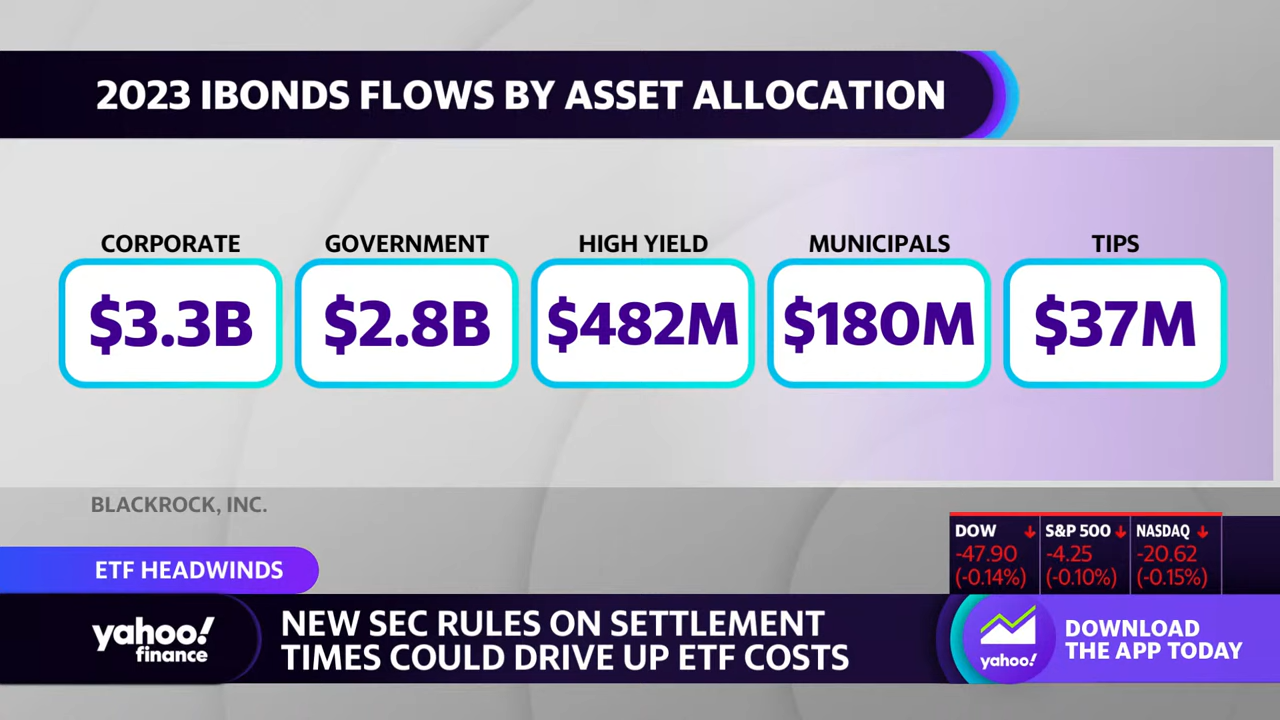 2023 IBONDS FLOWS BY ASSET ALLOCATION
CORPORATE
$3.3B
GOVERNMENT
$2.8B
HIGH YIELD
$482M
MUNICIPALS
$180M
TIPS
$37M
BLACKROCK, INC.
DOW
-47.90
(-0.14%)
S&P 500
-4.25
(-0.10%)
NASDAQ
-20.62
(-0.15%)
ETF HEADWINDS
yahoo!
finance
NEW SEC RULES ON SETTLEMENT
TIMES COULD DRIVE UP ETF COSTS
yahoo!
DOWNLOAD
THE APP TODAY